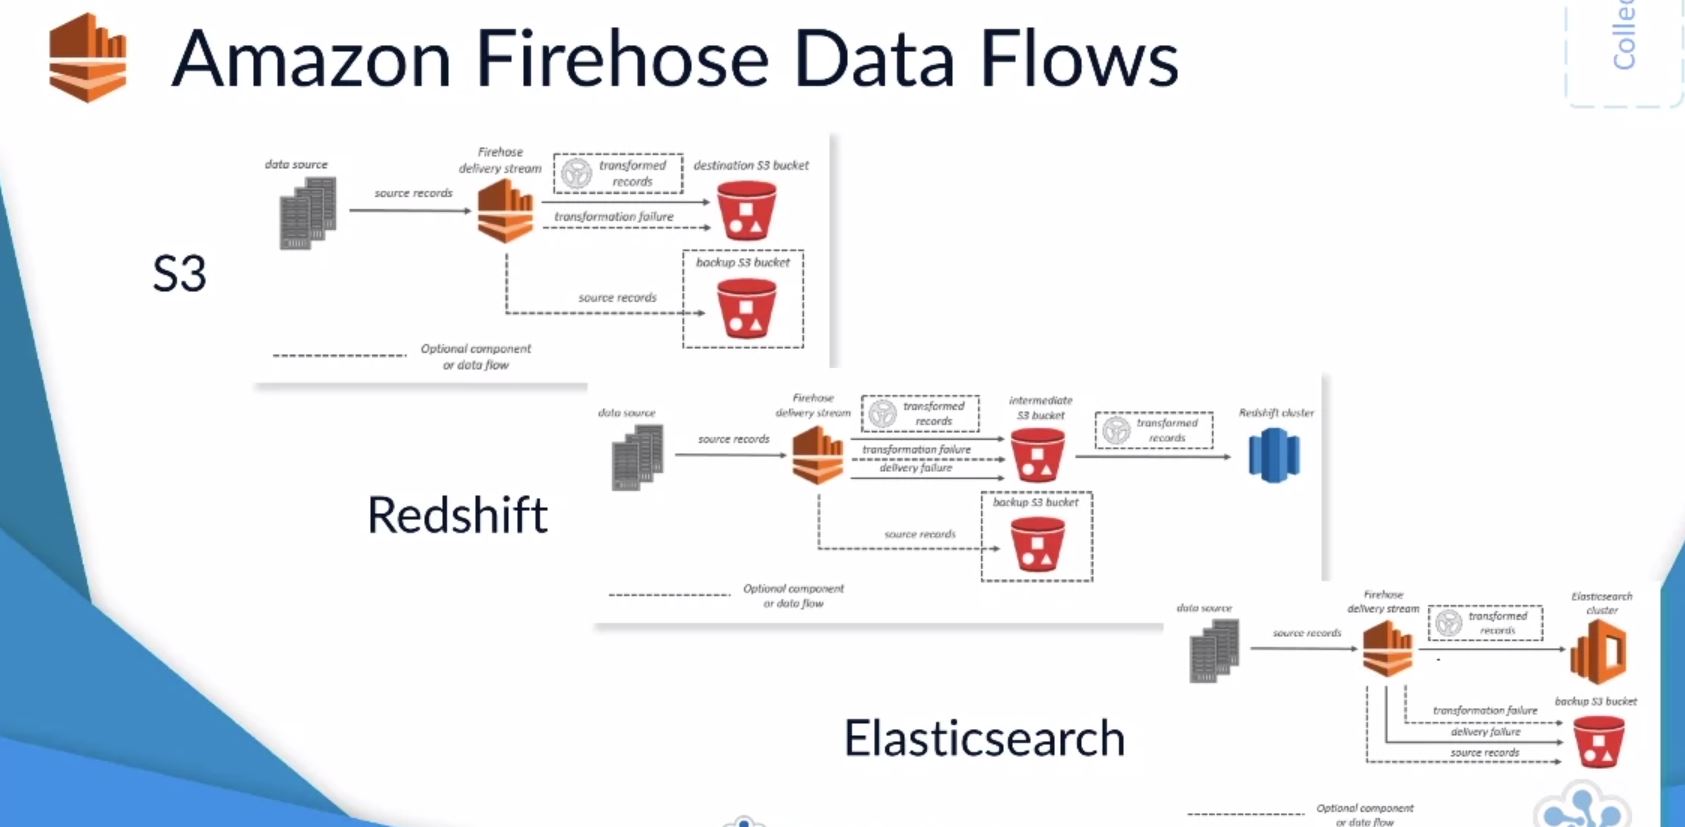 Amazon Firehose Data Flows
Collec
data source
Firehose
delivery stream
transformed
records
destination S3 bucket
source records
transformation failure
S3
backup S3 bucket
source records
Optional component
or data flow
data source
Firehose
delivery stream
transformed
records
intermediate
S3 bucket
transformed
records
Redshift cluster
source records
transformation failure
delivery failure
Redshift
backup S3 bucket
source records
Optional component
or data flow
data source
Firehose
delivery stream
transformed
records
Elasticsearch
cluster
source records
Elasticsearch
backup S3 bucket
transformation failure
delivery failure
source records
Optional component
or data flow